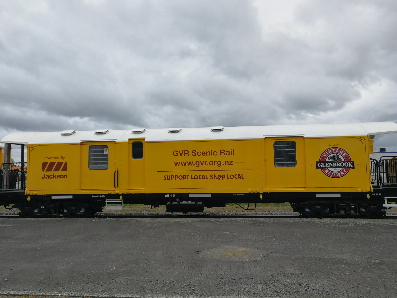 Jackson
GVR Scenic Rail
www.gvr.org.nz
SUPPORT LOCAL SHOP LOCAL
GLENBROOK